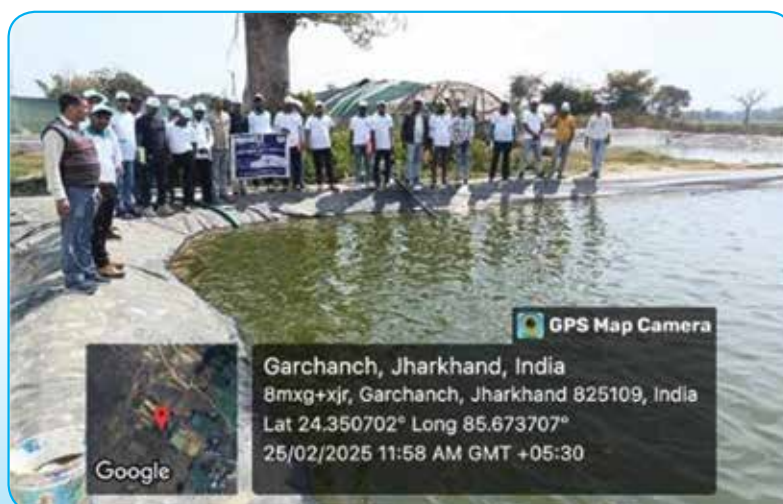 GPS Map Camera
Garchanch, Jharkhand, India
8mxg+xjr, Garchanch, Jharkhand 825109, India
Lat 24.350702° Long 85.673707°
25/02/2025 11:58 AM GMT +05:30
Google